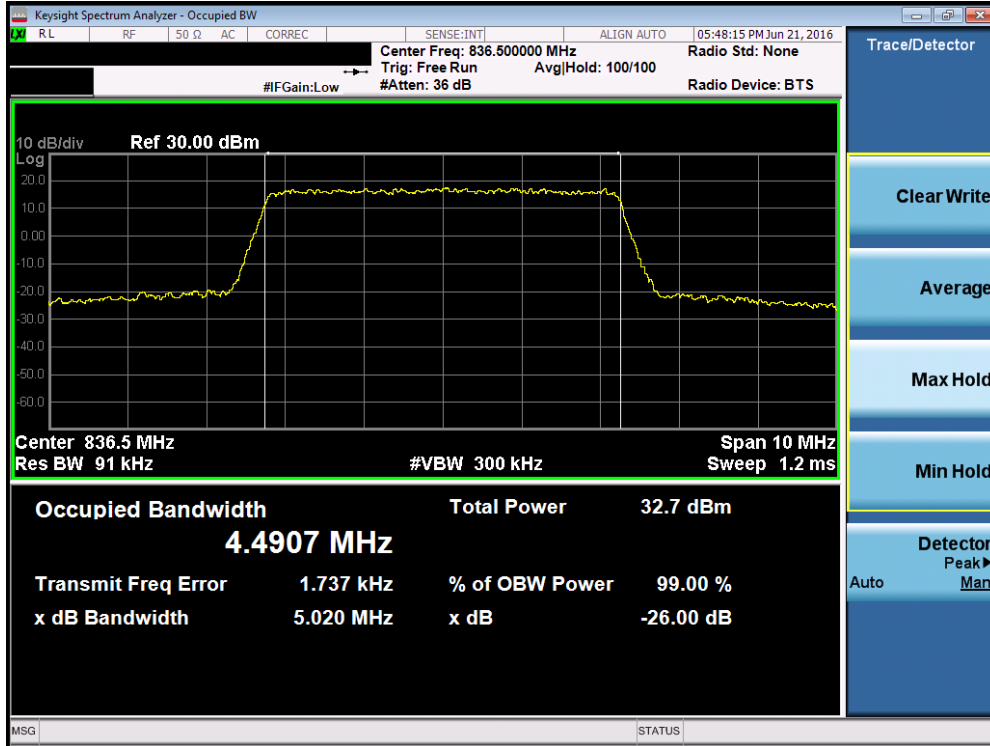 Keysight Spectrum Analyzer - Occupied BW
LXI RL RF 50 Ω AC CORREC SENSE:INT ALIGN AUTO 05:48:15 PM Jun 21, 2016
Center Freq: 836.500000 MHz Radio Std: None
Trig: Free Run Avg|Hold: 100/100
#IFGain:Low #Atten: 36 dB Radio Device: BTS
10 dB/div Ref 30.00 dBm
Log
20.0
10.0
0.00
-10.0
-20.0
-30.0
-40.0
-50.0
-60.0
Center 836.5 MHz Span 10 MHz
Res BW 91 kHz #VBW 300 kHz Sweep 1.2 ms
Occupied Bandwidth Total Power 32.7 dBm
4.4907 MHz
Transmit Freq Error 1.737 kHz % of OBW Power 99.00 %
x dB Bandwidth 5.020 MHz x dB -26.00 dB
MSG STATUS
Trace/Detector
Clear Write
Average
Max Hold
Min Hold
Detector
Peak▶
Auto Man